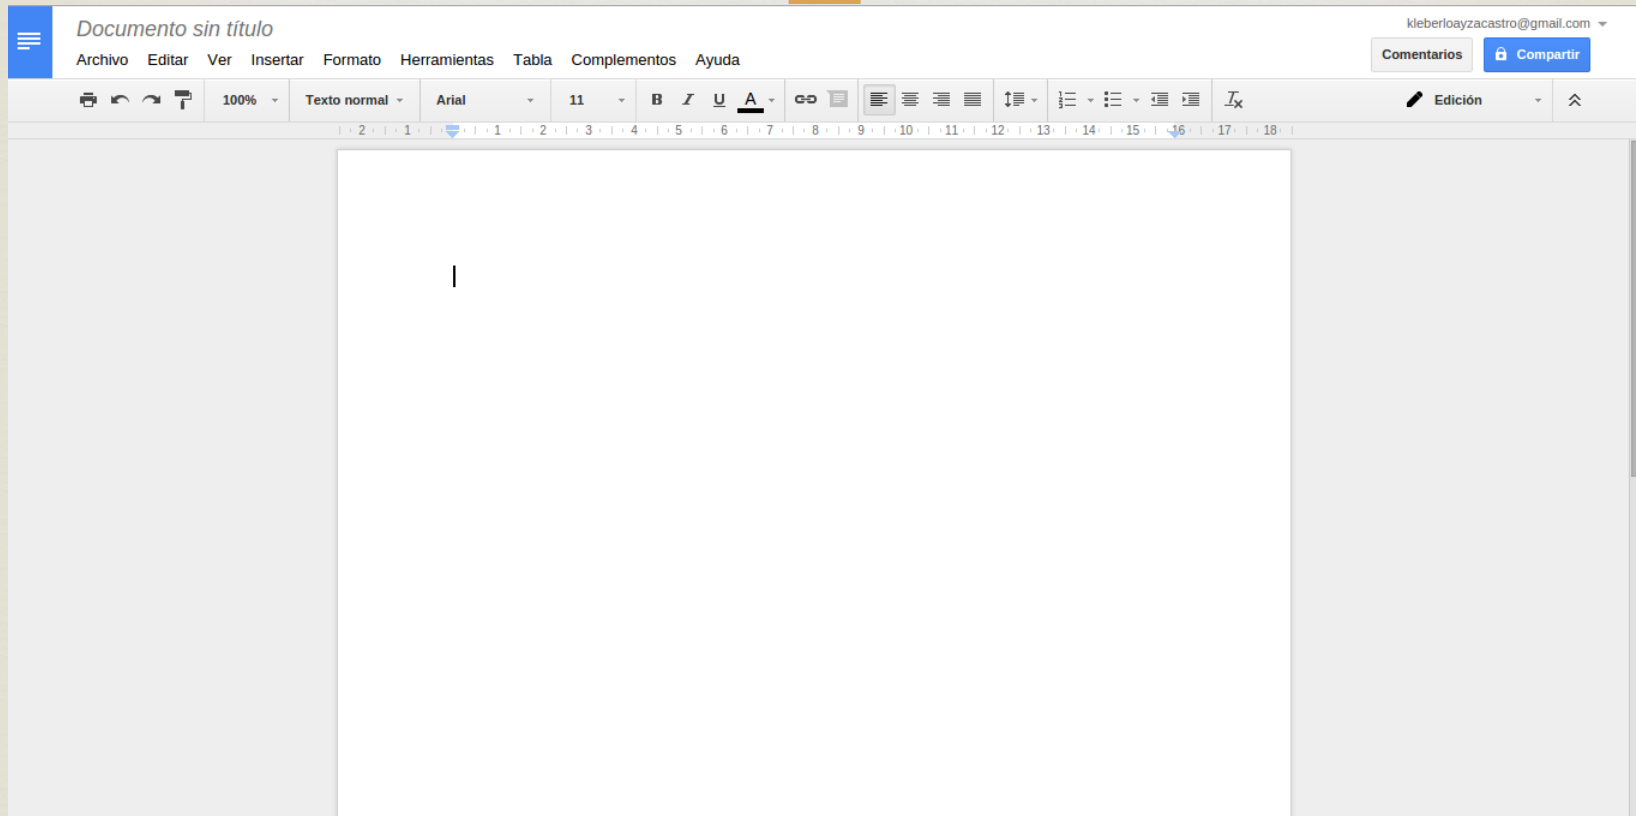 Documento sin título
kleberloayzacastro@gmail.com
Archivo Editar Ver Insertar Formato Herramientas Tabla Complementos Ayuda
Comentarios Compartir
100% Texto normal Arial 11 B I U A Edición
2 1 1 2 3 4 5 6 7 8 9 10 11 12 13 14 15 16 17 18